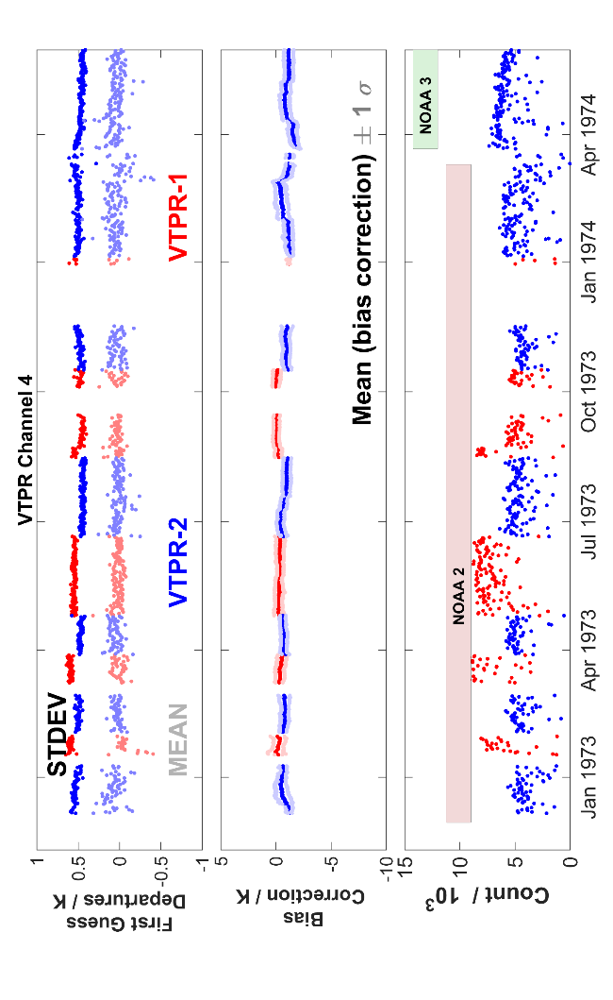 VTPR Channel 4
First Guess
Departures / K
1
0.5
0
-0.5
-1
STDEV
MEAN
VTPR-2
VTPR-1
Bias
Correction / K
5
0
-5
-10
Mean (bias correction) ± 1 σ
Count / 10³
15
10
5
0
NOAA 2
NOAA 3
Jan 1973
Apr 1973
Jul 1973
Oct 1973
Jan 1974
Apr 1974